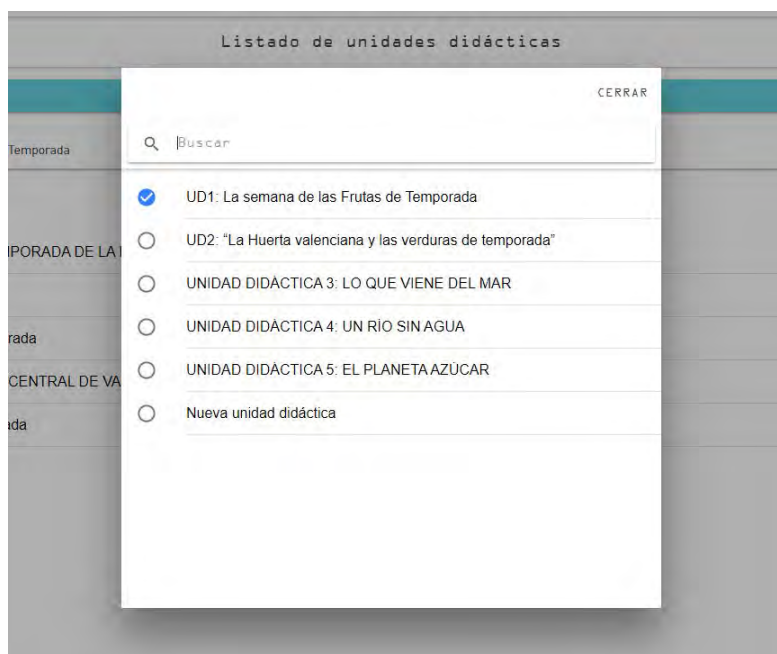 Listado de unidades didácticas
CERRAR
Buscar
Temporada
UD1: La semana de las Frutas de Temporada
UD2: “La Huerta valenciana y las verduras de temporada”
UNIDAD DIDÁCTICA 3: LO QUE VIENE DEL MAR
UNIDAD DIDÁCTICA 4: UN RÍO SIN AGUA
UNIDAD DIDÁCTICA 5: EL PLANETA AZÚCAR
Nueva unidad didáctica
IPORADA DE LA
rada
CENTRAL DE VA
ada